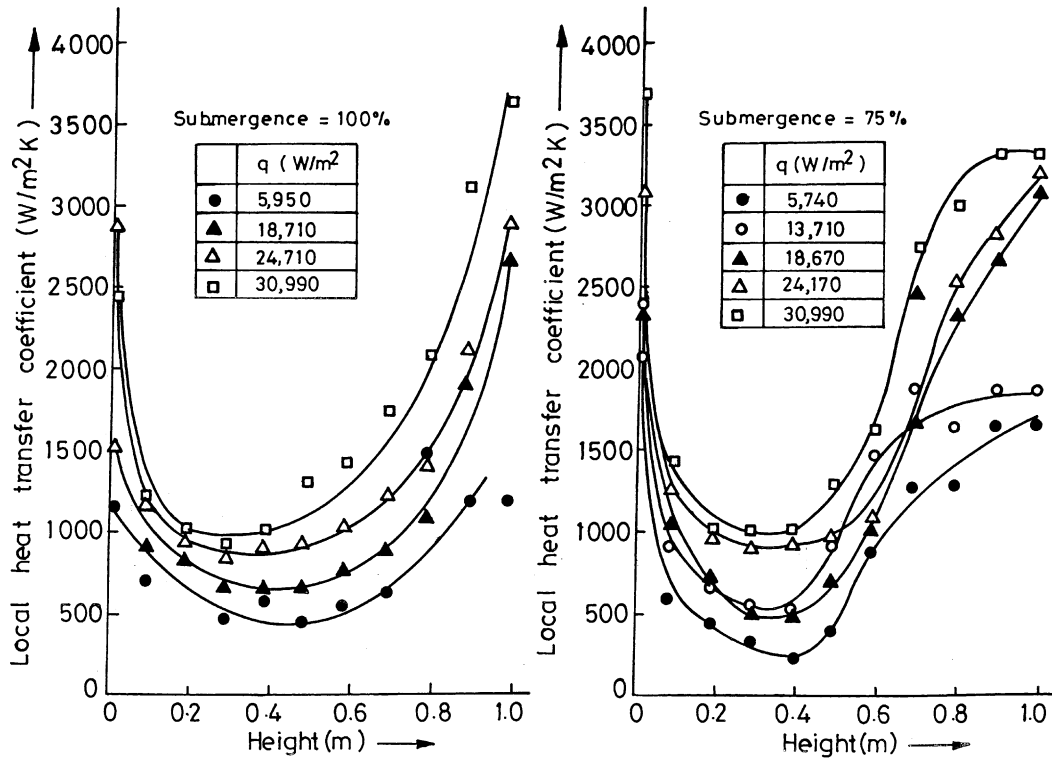 4000
3500
3000
2500
2000
1500
1000
500
0
Local heat transfer coefficient (W/m²K)
Submergence = 100%
q ( W/m²
5,950
18,710
24,710
30,990
0 0·2 0·4 0·6 0·8 1.0
Height(m)
4000
3500
3000
2500
2000
1500
1000
500
0
Local heat transfer coefficient (W/m²K)
Submergence = 75%
q (W/m²)
5,740
13,710
18,670
24,170
30,990
0 0.2 0.4 0.6 0.8 1.0
Height(m)